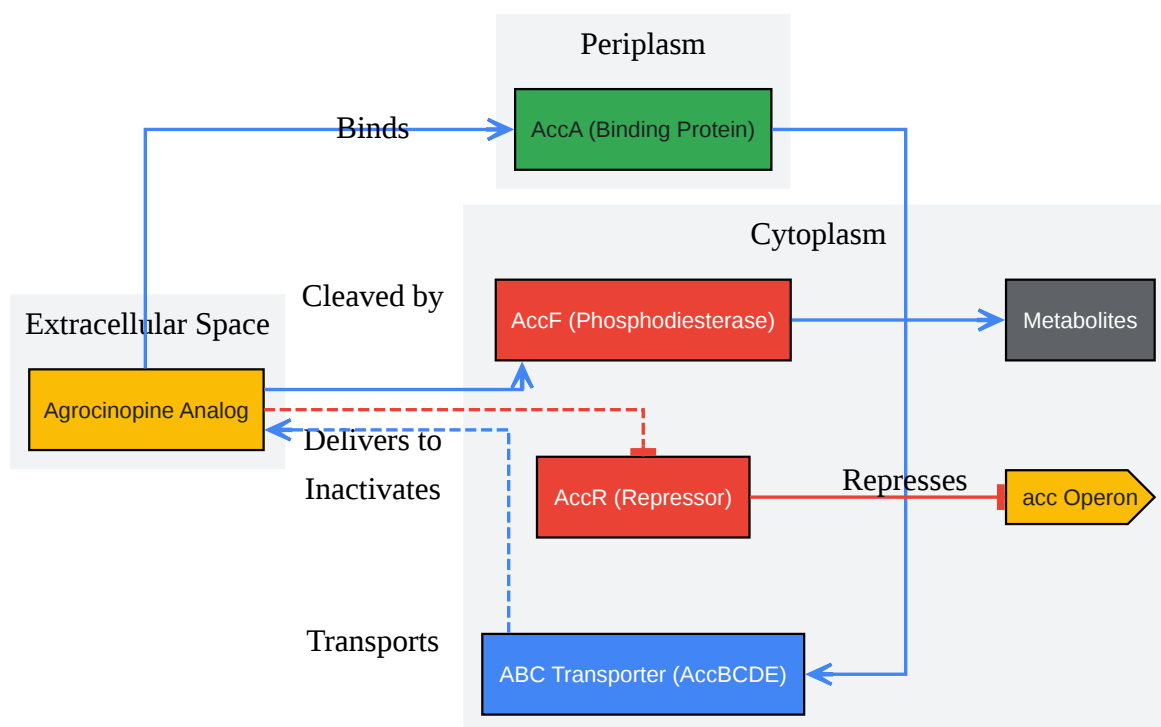 Periplasm
AccA (Binding Protein)
Binds
Cytoplasm
Cleaved by
AccF (Phosphodiesterase)
Metabolites
Extracellular Space
Agrocinopine Analog
Delivers to
Inactivates
AccR (Repressor)
Represses
acc Operon
Transports
ABC Transporter (AccBCDE)